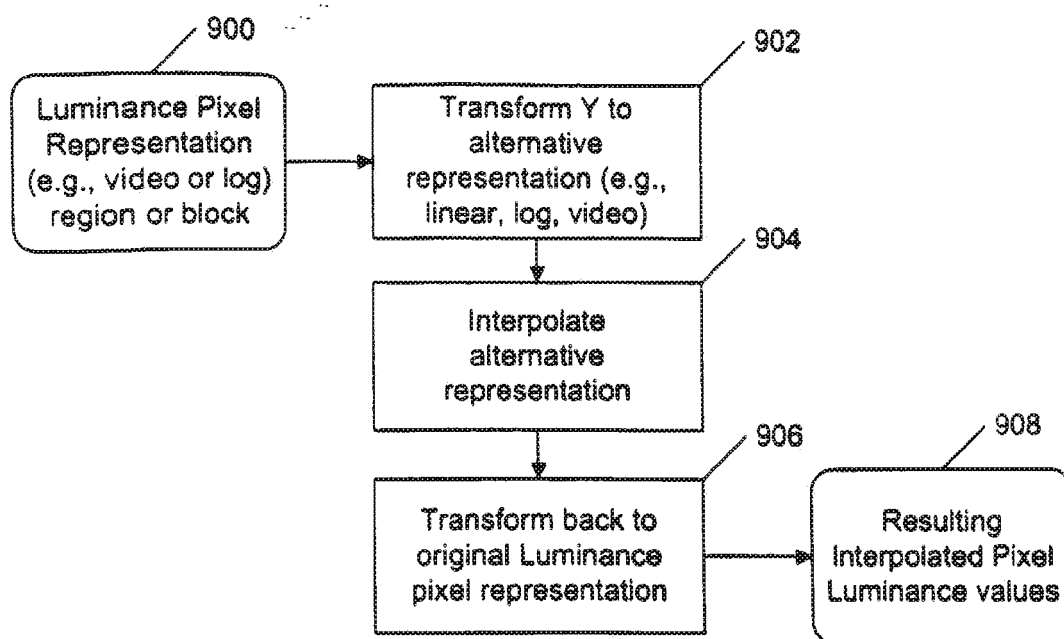 900
Luminance Pixel
Representation
(e.g., video or log)
region or block
902
Transform Y to
alternative
representation (e.g.,
linear, log, video)
904
Interpolate
alternative
representation
906
Transform back to
original Luminance
pixel representation
908
Resulting
Interpolated Pixel
Luminance values